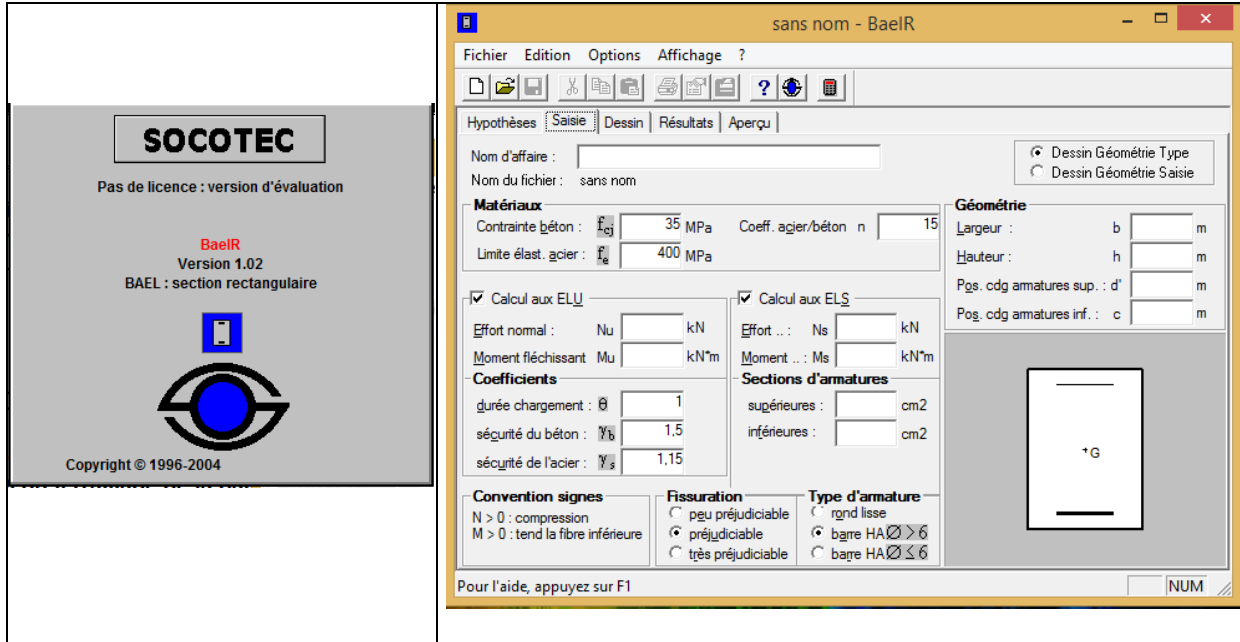 SOCOTEC
Pas de licence : version d'évaluation
BaelR
Version 1.02
BAEL : section rectangulaire
Copyright © 1996-2004
sans nom - BaelR
Fichier Edition Options Affichage ?
Hypothèses Saisie Dessin Résultats Aperçu
Nom d'affaire :
Nom du fichier : sans nom
Dessin Géométrie Type
Dessin Géométrie Saisie
Matériaux
Contrainte béton : fcj 35 MPa Coeff. acier/béton n 15
Limite élast. acier : fe 400 MPa
Géométrie
Largeur : b m
Hauteur : h m
Pos. cdg armatures sup. : d' m
Pos. cdg armatures inf. : c m
Calcul aux ELU
Effort normal : Nu kN
Moment fléchissant Mu kN*m
Calcul aux ELS
Effort .. : Ns kN
Moment .. : Ms kN*m
Coefficients
durée chargement : θ 1
sécurité du béton : γb 1,5
sécurité de l'acier : γs 1,15
Sections d'armatures
supérieures : cm2
inférieures : cm2
+G
Convention signes
N > 0 : compression
M > 0 : tend la fibre inférieure
Fissuration
peu préjudiciable
préjudiciable
très préjudiciable
Type d'armature
rond lisse
barre HA Ø > 6
barre HA Ø ≤ 6
Pour l'aide, appuyez sur F1
NUM